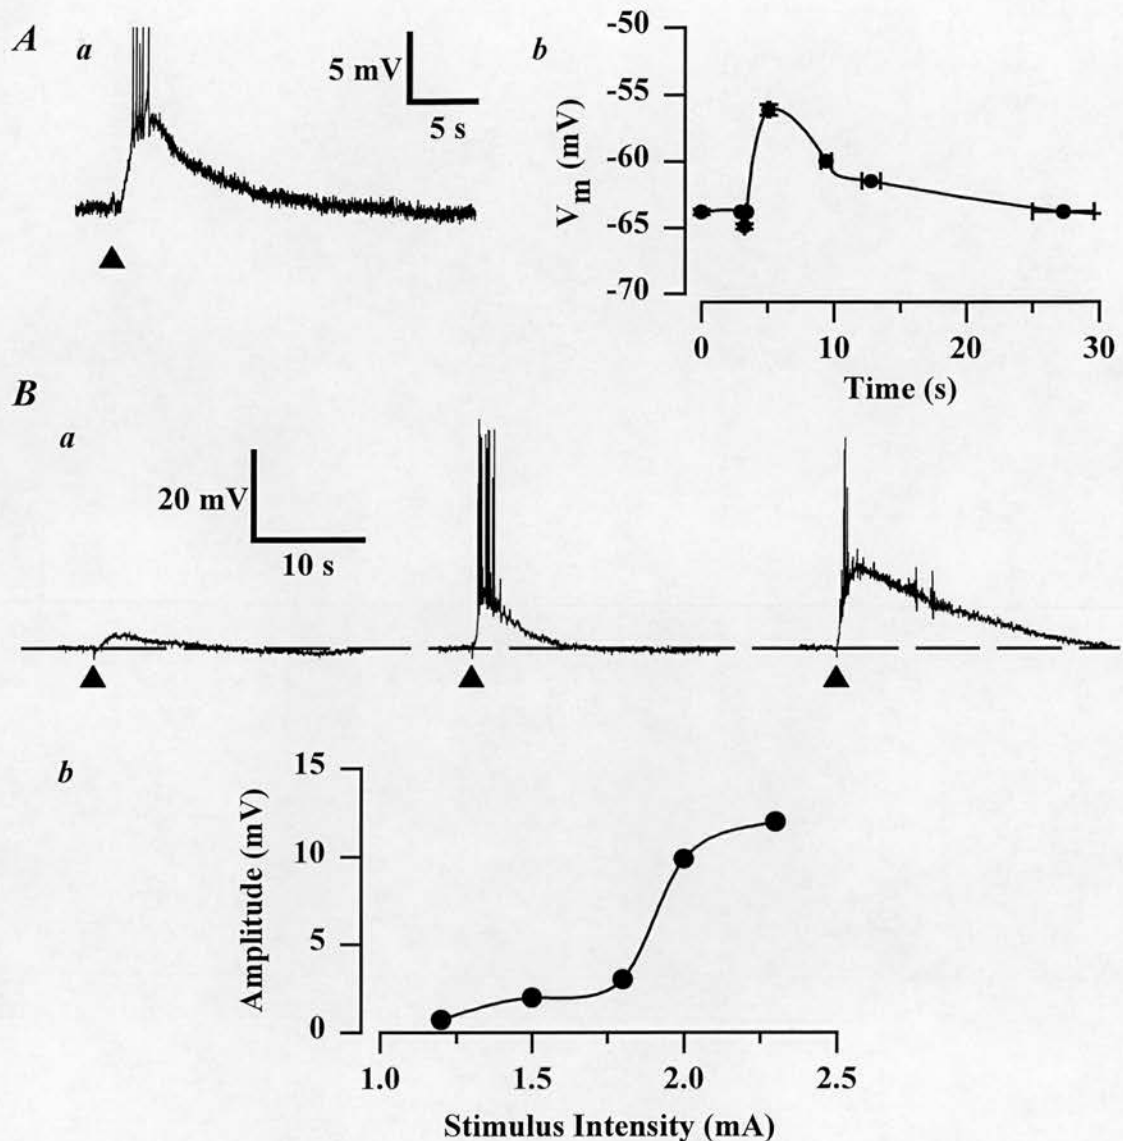 A
a
5 mV
5 s
b
-50
-55
-60
-65
-70
Vm (mV)
0 10 20 30
Time (s)
B
a
20 mV
10 s
b
15
10
5
0
Amplitude (mV)
1.0 1.5 2.0 2.5
Stimulus Intensity (mA)